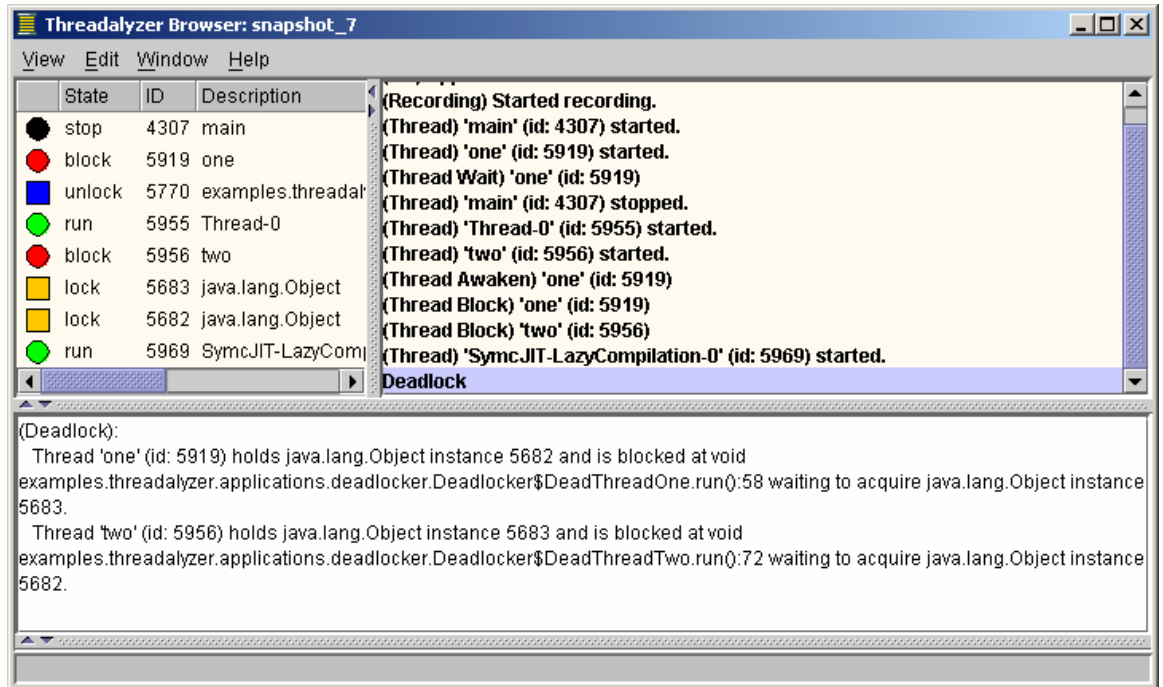 Threadalyzer Browser: snapshot_7
View Edit Window Help
State ID Description
stop 4307 main
block 5919 one
unlock 5770 examples.threadal
run 5955 Thread-0
block 5956 two
lock 5683 java.lang.Object
lock 5682 java.lang.Object
run 5969 SymcJIT-LazyComp
(Recording) Started recording.
(Thread) 'main' (id: 4307) started.
(Thread) 'one' (id: 5919) started.
(Thread Wait) 'one' (id: 5919)
(Thread) 'main' (id: 4307) stopped.
(Thread) 'Thread-0' (id: 5955) started.
(Thread) 'two' (id: 5956) started.
(Thread Awaken) 'one' (id: 5919)
(Thread Block) 'one' (id: 5919)
(Thread Block) 'two' (id: 5956)
(Thread) 'SymcJIT-LazyCompilation-0' (id: 5969) started.
Deadlock
(Deadlock):
Thread 'one' (id: 5919) holds java.lang.Object instance 5682 and is blocked at void
examples.threadalyzer.applications.deadlocker.Deadlocker$DeadThreadOne.run():58 waiting to acquire java.lang.Object instance
5683.
Thread 'two' (id: 5956) holds java.lang.Object instance 5683 and is blocked at void
examples.threadalyzer.applications.deadlocker.Deadlocker$DeadThreadTwo.run():72 waiting to acquire java.lang.Object instance
5682.